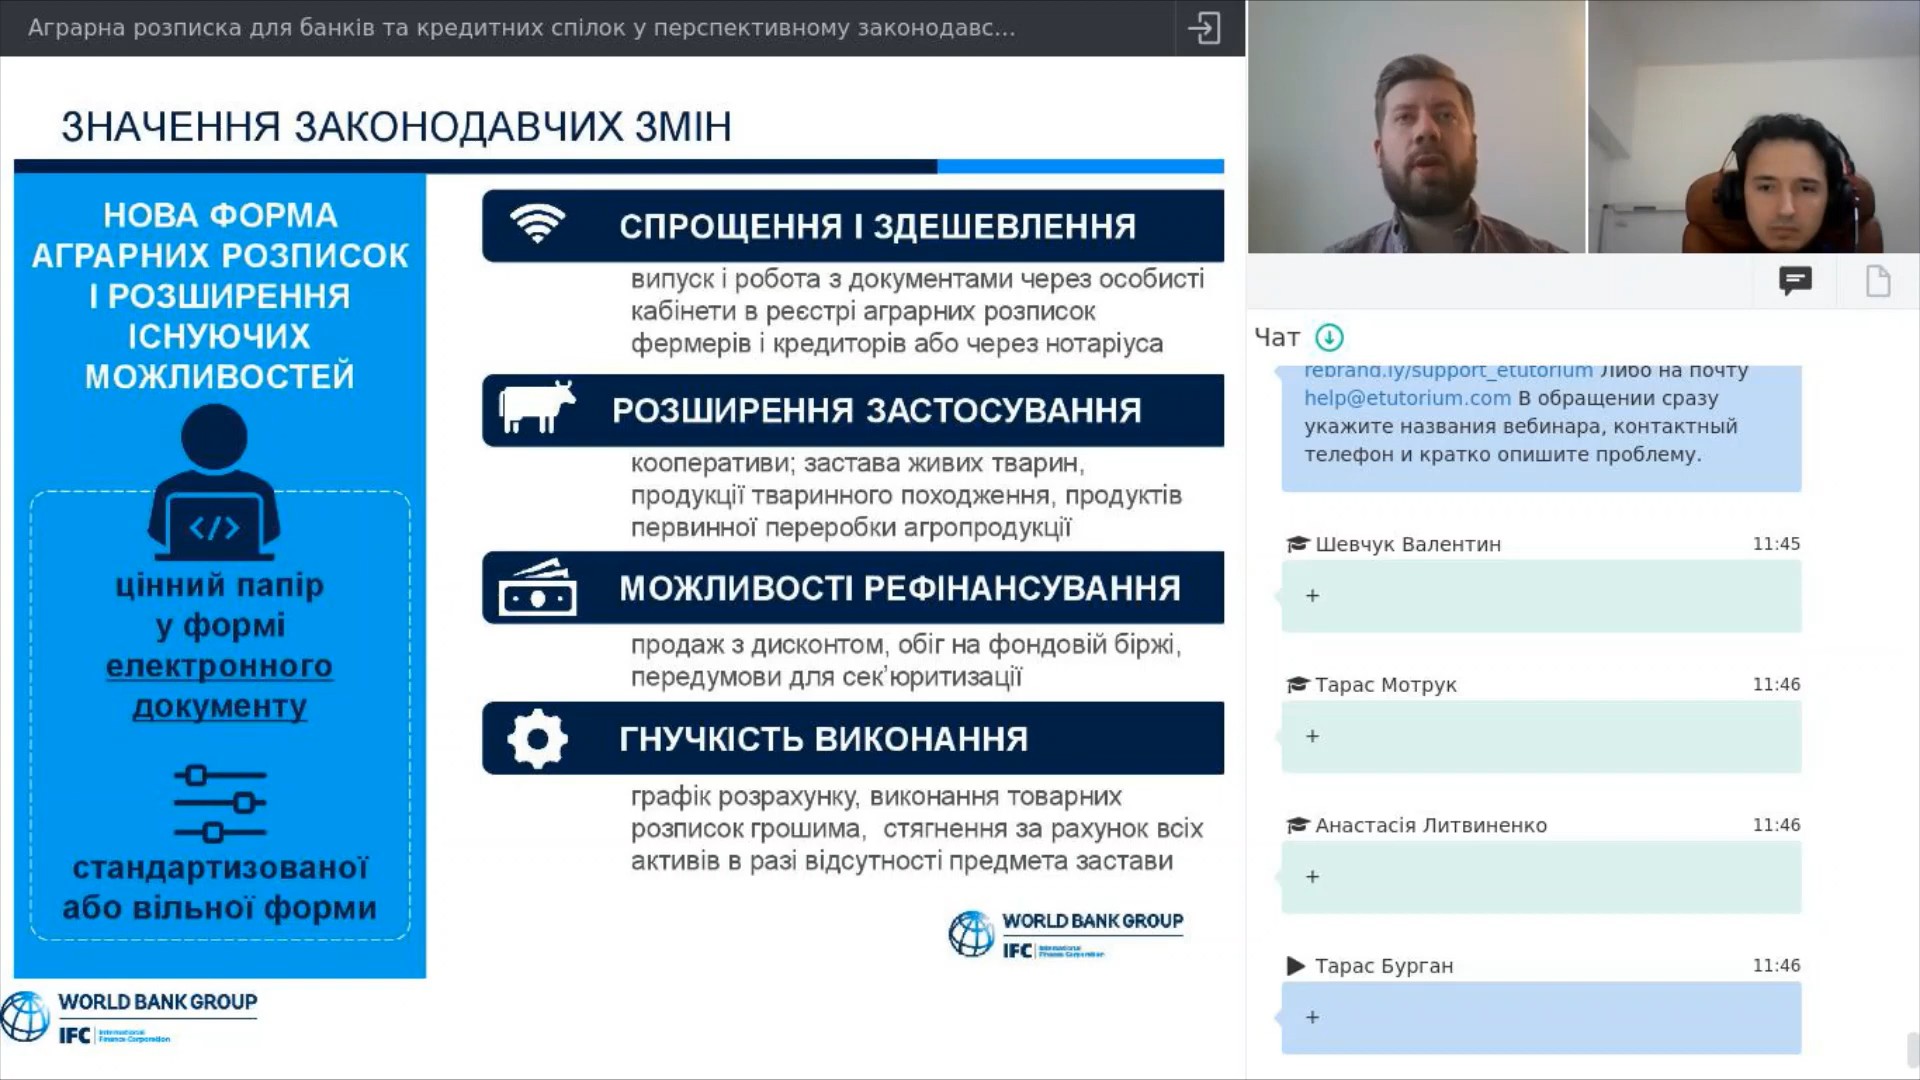 Аграрна розписка для банків та кредитних спілок у перспективному законодавс...
ЗНАЧЕННЯ ЗАКОНОДАВЧИХ ЗМІН
НОВА ФОРМА
АГРАРНИХ РОЗПИСОК
І РОЗШИРЕННЯ
ІСНУЮЧИХ
МОЖЛИВОСТЕЙ
</>
цінний папір
у формі
електронного
документу
стандартизованої
або вільної форми
WORLD BANK GROUP
IFC International
Finance Corporation
СПРОЩЕННЯ І ЗДЕШЕВЛЕННЯ
випуск і робота з документами через особисті
кабінети в реєстрі аграрних розписок
фермерів і кредиторів або через нотаріуса
РОЗШИРЕННЯ ЗАСТОСУВАННЯ
кооперативи; застава живих тварин,
продукції тваринного походження, продуктів
первинної переробки агропродукції
МОЖЛИВОСТІ РЕФІНАНСУВАННЯ
продаж з дисконтом, обіг на фондовій біржі,
передумови для сек’юритизації
ГНУЧКІСТЬ ВИКОНАННЯ
графік розрахунку, виконання товарних
розписок грошима, стягнення за рахунок всіх
активів в разі відсутності предмета застави
WORLD BANK GROUP
IFC International
Finance Corporation
Чат
rebrand.ly/support_etutorium Либо на почту
help@etutorium.com В обращении сразу
укажите названия вебинара, контактный
телефон и кратко опишите проблему.
Шевчук Валентин 11:45
+
Тарас Мотрук 11:46
+
Анастасія Литвиненко 11:46
+
Тарас Бурган 11:46
+